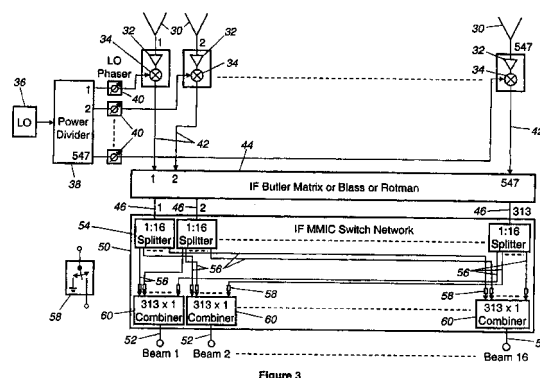 30 30 30
32 1 32 2 32 547
34 34 34
LO Phaser
36 40
LO Power Divider 1 2 547
38 40 42 42
44
1 2 547
IF Butler Matrix or Blass or Rotman
46 1 46 2 46 313
54 1:16 Splitter 1:16 Splitter IF MMIC Switch Network 1:16 Splitter
50 56 56
56 58 58
58
60 313 x 1 Combiner 313 x 1 Combiner 60 60 313 x 1 Combiner
52 52
Beam 1 Beam 2 Beam 16
Figure 3